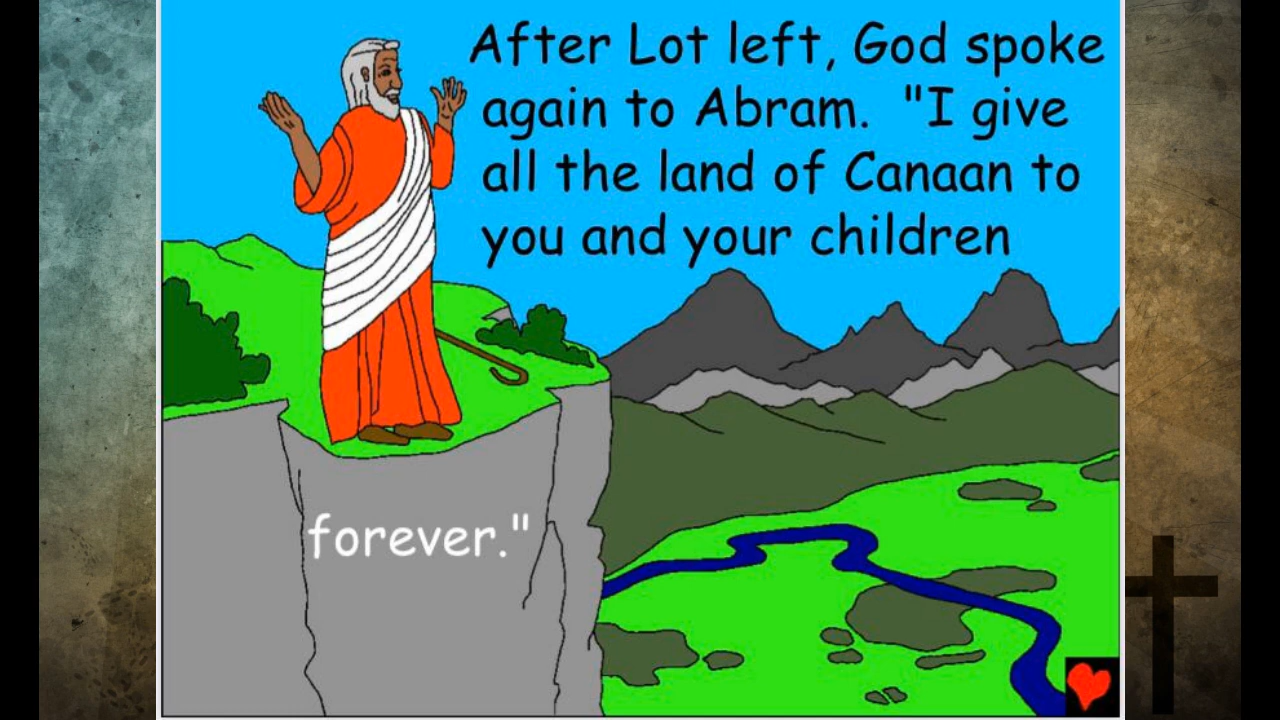 After Lot left, God spoke
again to Abram. "I give
all the land of Canaan to
you and your children
forever."